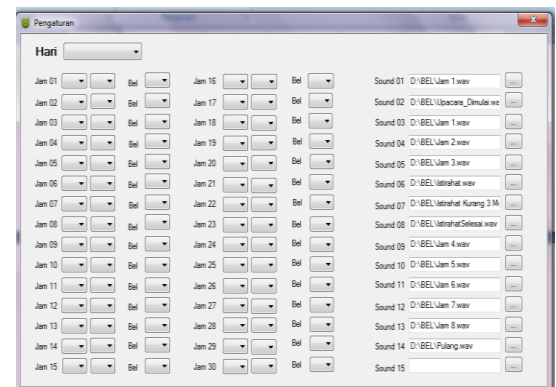 Pengaturan
Hari
Jam 01 Bel Jam 16 Bel Sound 01 D:\BEL\Jam 1.wav ...
Jam 02 Bel Jam 17 Bel Sound 02 D:\BEL\Upacara_Dimulai.wa ...
Jam 03 Bel Jam 18 Bel Sound 03 D:\BEL\Jam 1.wav ...
Jam 04 Bel Jam 19 Bel Sound 04 D:\BEL\Jam 2.wav ...
Jam 05 Bel Jam 20 Bel Sound 05 D:\BEL\Jam 3.wav ...
Jam 06 Bel Jam 21 Bel Sound 06 D:\BEL\Istirahat.wav ...
Jam 07 Bel Jam 22 Bel Sound 07 D:\BEL\Istirahat Kurang 3 M ...
Jam 08 Bel Jam 23 Bel Sound 08 D:\BEL\IstirahatSelesai.wav ...
Jam 09 Bel Jam 24 Bel Sound 09 D:\BEL\Jam 4.wav ...
Jam 10 Bel Jam 25 Bel Sound 10 D:\BEL\Jam 5.wav ...
Jam 11 Bel Jam 26 Bel Sound 11 D:\BEL\Jam 6.wav ...
Jam 12 Bel Jam 27 Bel Sound 12 D:\BEL\Jam 7.wav ...
Jam 13 Bel Jam 28 Bel Sound 13 D:\BEL\Jam 8.wav ...
Jam 14 Bel Jam 29 Bel Sound 14 D:\BEL\Pulang.wav ...
Jam 15 Bel Jam 30 Bel Sound 15 ...